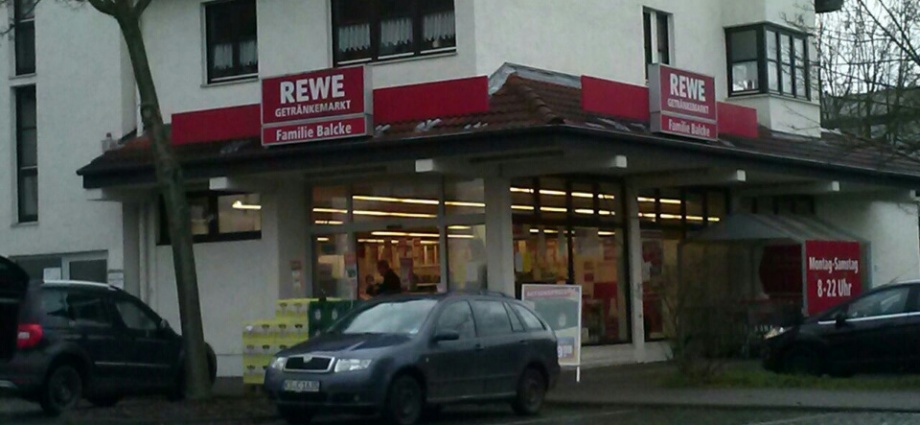 REWE
GETRÄNKEMARKT
Familie Balcke
REWE
GETRÄNKEMARKT
Familie Balcke
Montag-Samstag
8-22 Uhr